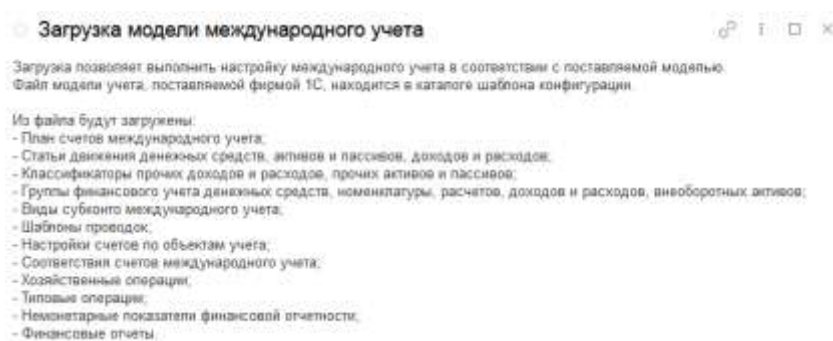 Загрузка модели международного учета
Загрузка позволяет выполнить настройку международного учета в соответствии с поставляемой моделью.
Файл модели учета, поставляемой фирмой 1С, находится в каталоге шаблона конфигурации.
Из файла будут загружены:
- План счетов международного учета;
- Статьи движения денежных средств, активов и пассивов, доходов и расходов;
- Классификаторы прочих доходов и расходов, прочих активов и пассивов;
- Группы финансового учета денежных средств, номенклатуры, расчетов, доходов и расходов, внеоборотных активов;
- Виды субконто международного учета;
- Шаблоны проводок;
- Настройки счетов по объектам учета;
- Соответствия счетов международного учета;
- Хозяйственные операции;
- Типовые операции;
- Немонетарные показатели финансовой отчетности;
- Финансовые отчеты.